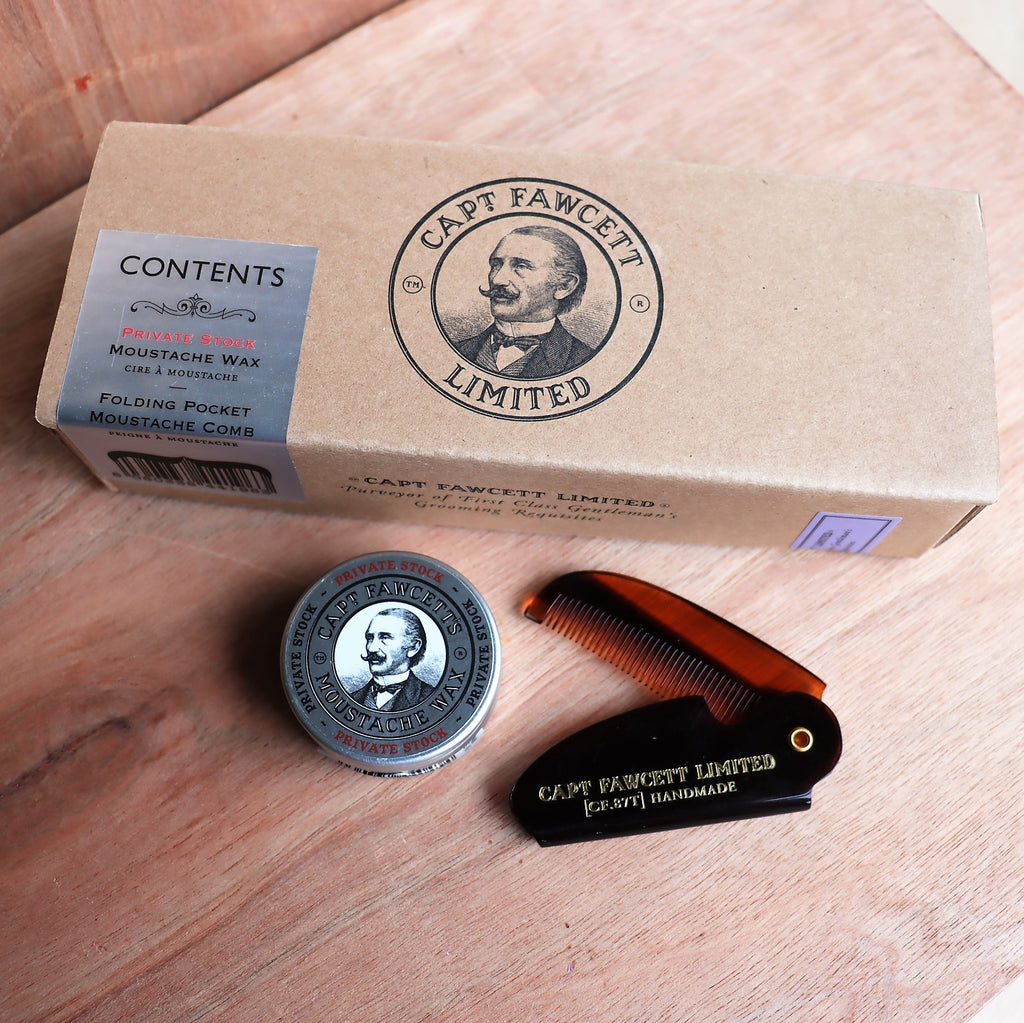 CAPT FAWCETT
TM
R
LIMITED
CONTENTS
PRIVATE STOCK
MOUSTACHE WAX
CIRE À MOUSTACHE
FOLDING POCKET
MOUSTACHE COMB
PEIGNE À MOUSTACHE
CAPT FAWCETT LIMITED
Purveyor of First Class Gentleman's
Grooming Requisites
PRIVATE STOCK
CAPT FAWCETT'S
PRIVATE STOCK
PRIVATE STOCK
TM
R
MOUSTACHE WAX
PRIVATE STOCK
CAPT FAWCETT LIMITED
[CF.87T] HANDMADE